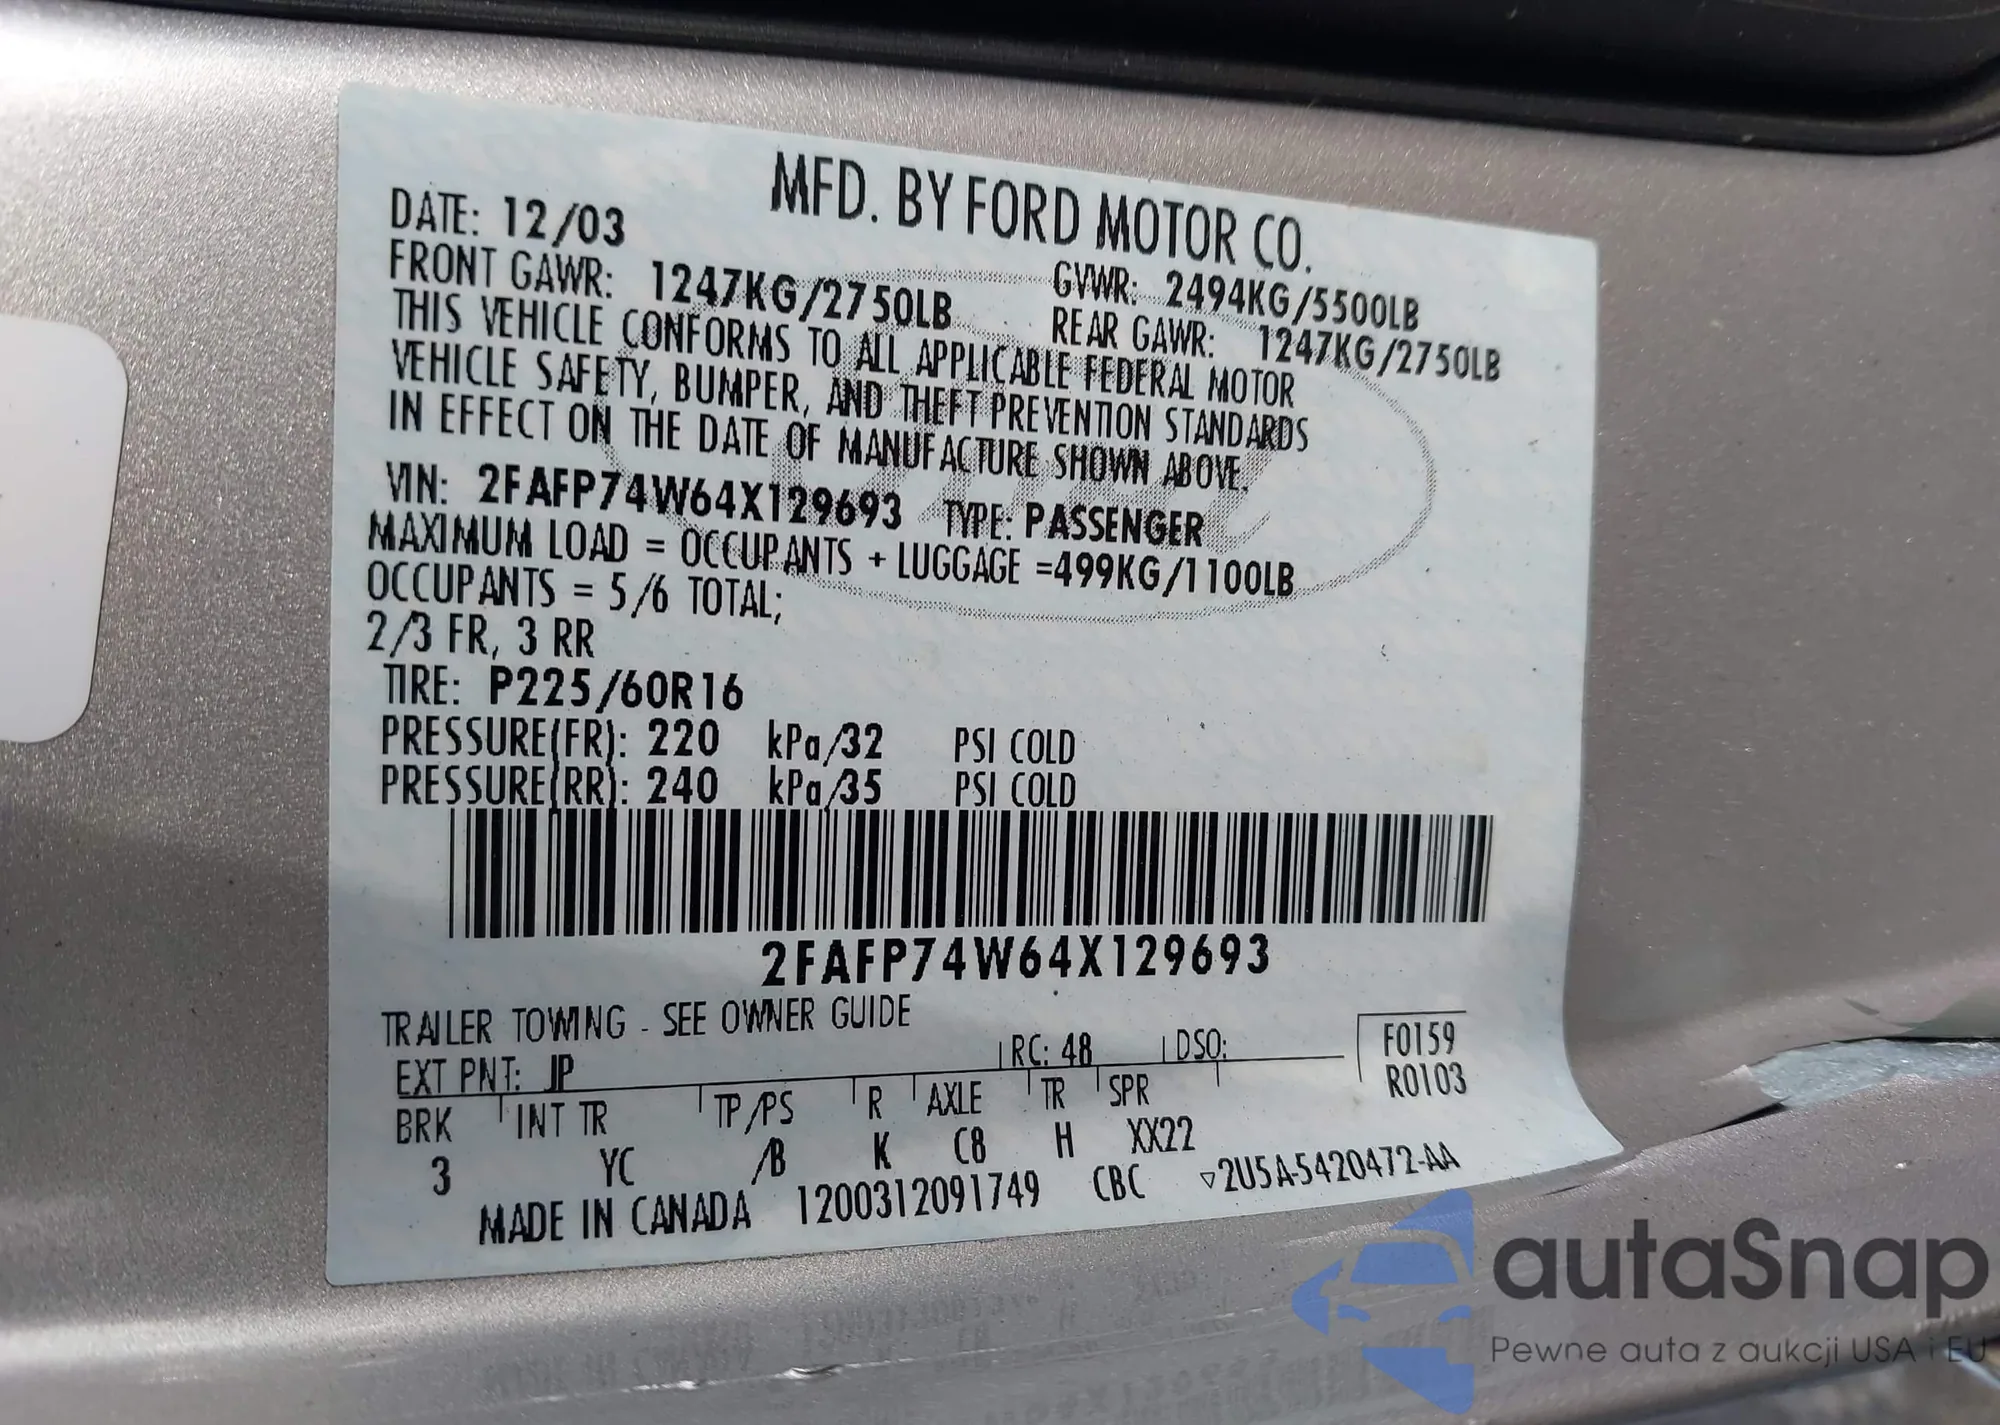 MFD. BY FORD MOTOR CO.
DATE: 12/03
GVWR: 2494KG/5500LB
FRONT GAWR: 1247KG/2750LB
REAR GAWR: 1247KG/2750LB
THIS VEHICLE CONFORMS TO ALL APPLICABLE FEDERAL MOTOR
VEHICLE SAFETY, BUMPER, AND THEFT PREVENTION STANDARDS
IN EFFECT ON THE DATE OF MANUFACTURE SHOWN ABOVE.
VIN: 2FAFP74W64X129693 TYPE: PASSENGER
MAXIMUM LOAD = OCCUPANTS + LUGGAGE =499KG/1100LB
OCCUPANTS = 5/6 TOTAL;
2/3 FR, 3 RR
TIRE: P225/60R16
PRESSURE(FR): 220 kPa/32 PSI COLD
PRESSURE(RR): 240 kPa/35 PSI COLD
2FAFP74W64X129693
TRAILER TOWING - SEE OWNER GUIDE
EXT PNT: JP RC: 48 DSO: F0159
R0103
BRK INT TR TP/PS R AXLE TR SPR
3 YC /B K C8 H XX22
MADE IN CANADA 1200312091749 CBC ▽2U5A-5420472-AA
autaSnap
Pewne auta z aukcji USA i EU